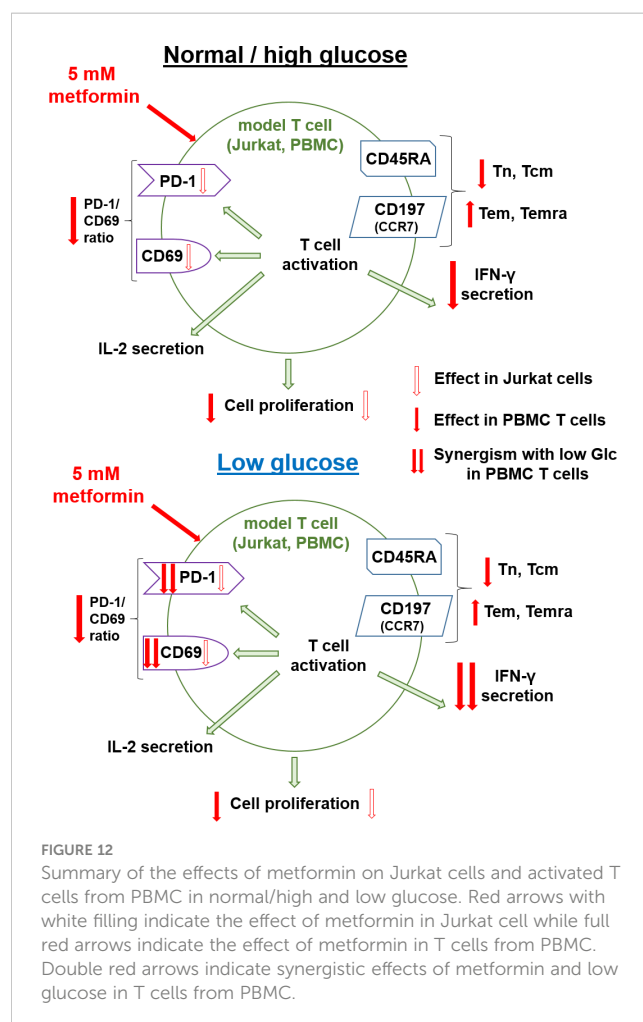 Normal / high glucose
5 mM
metformin
model T cell
(Jurkat, PBMC)
CD45RA
PD-1
Tn, Tcm
PD-1/
CD69
ratio
CD197
(CCR7)
Tem, Temra
CD69
T cell
activation
IFN-γ
secretion
IL-2 secretion
Effect in Jurkat cells
Cell proliferation
Effect in PBMC T cells
Synergism with low Glc
in PBMC T cells
Low glucose
5 mM
metformin
model T cell
(Jurkat, PBMC)
CD45RA
PD-1
Tn, Tcm
PD-1/
CD69
ratio
CD197
(CCR7)
Tem, Temra
CD69
T cell
activation
IFN-γ
secretion
IL-2 secretion
Cell proliferation
FIGURE 12
Summary of the effects of metformin on Jurkat cells and activated T
cells from PBMC in normal/high and low glucose. Red arrows with
white filling indicate the effect of metformin in Jurkat cell while full
red arrows indicate the effect of metformin in T cells from PBMC.
Double red arrows indicate synergistic effects of metformin and low
glucose in T cells from PBMC.